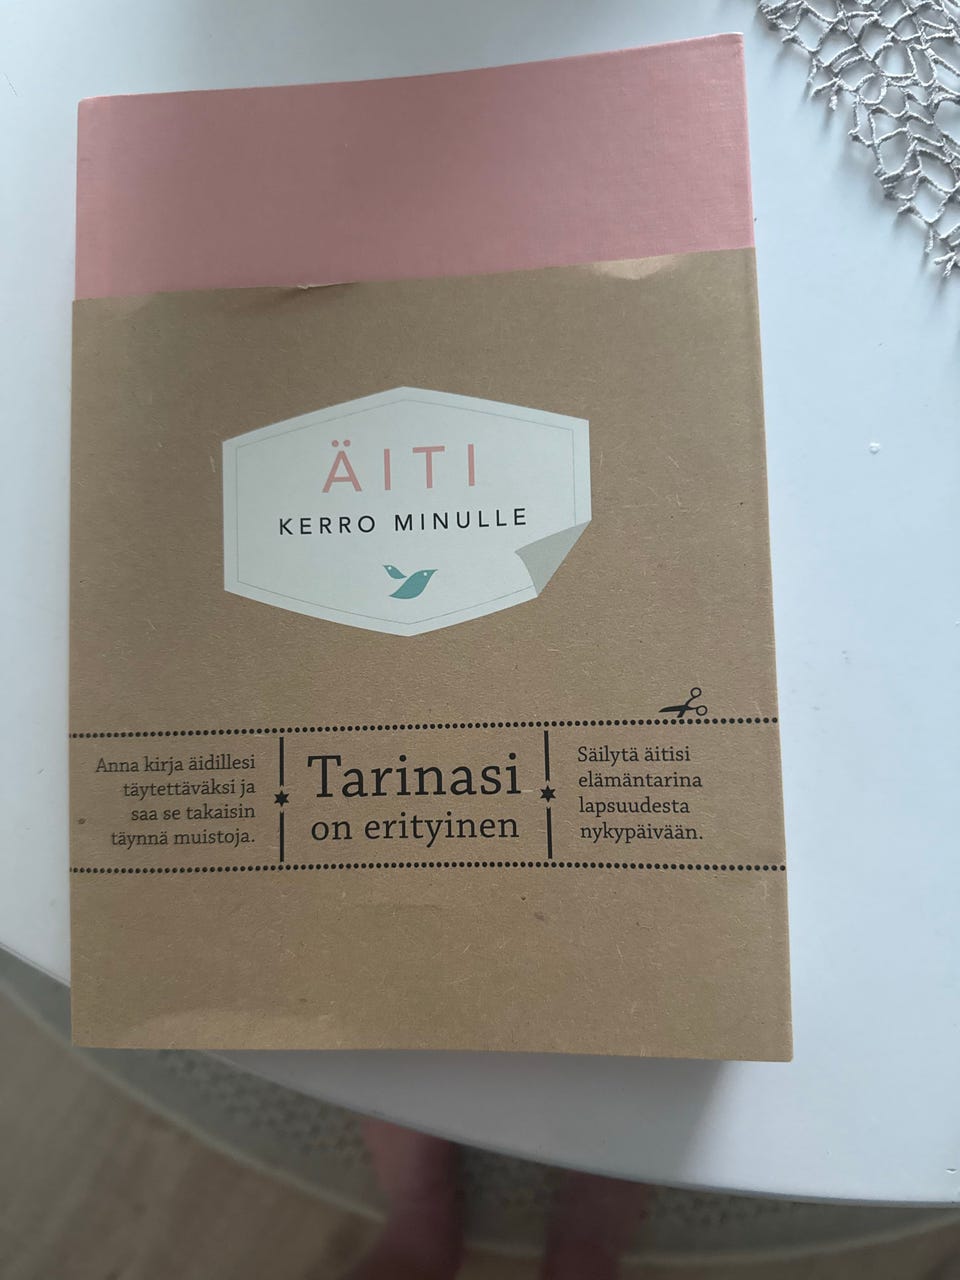 ÄITI
KERRO MINULLE
Anna kirja äidillesi
täytettäväksi ja
saa se takaisin
täynnä muistoja.
Tarinasi
on erityinen
Säilytä äitisi
elämäntarina
lapsuudesta
nykypäivään.